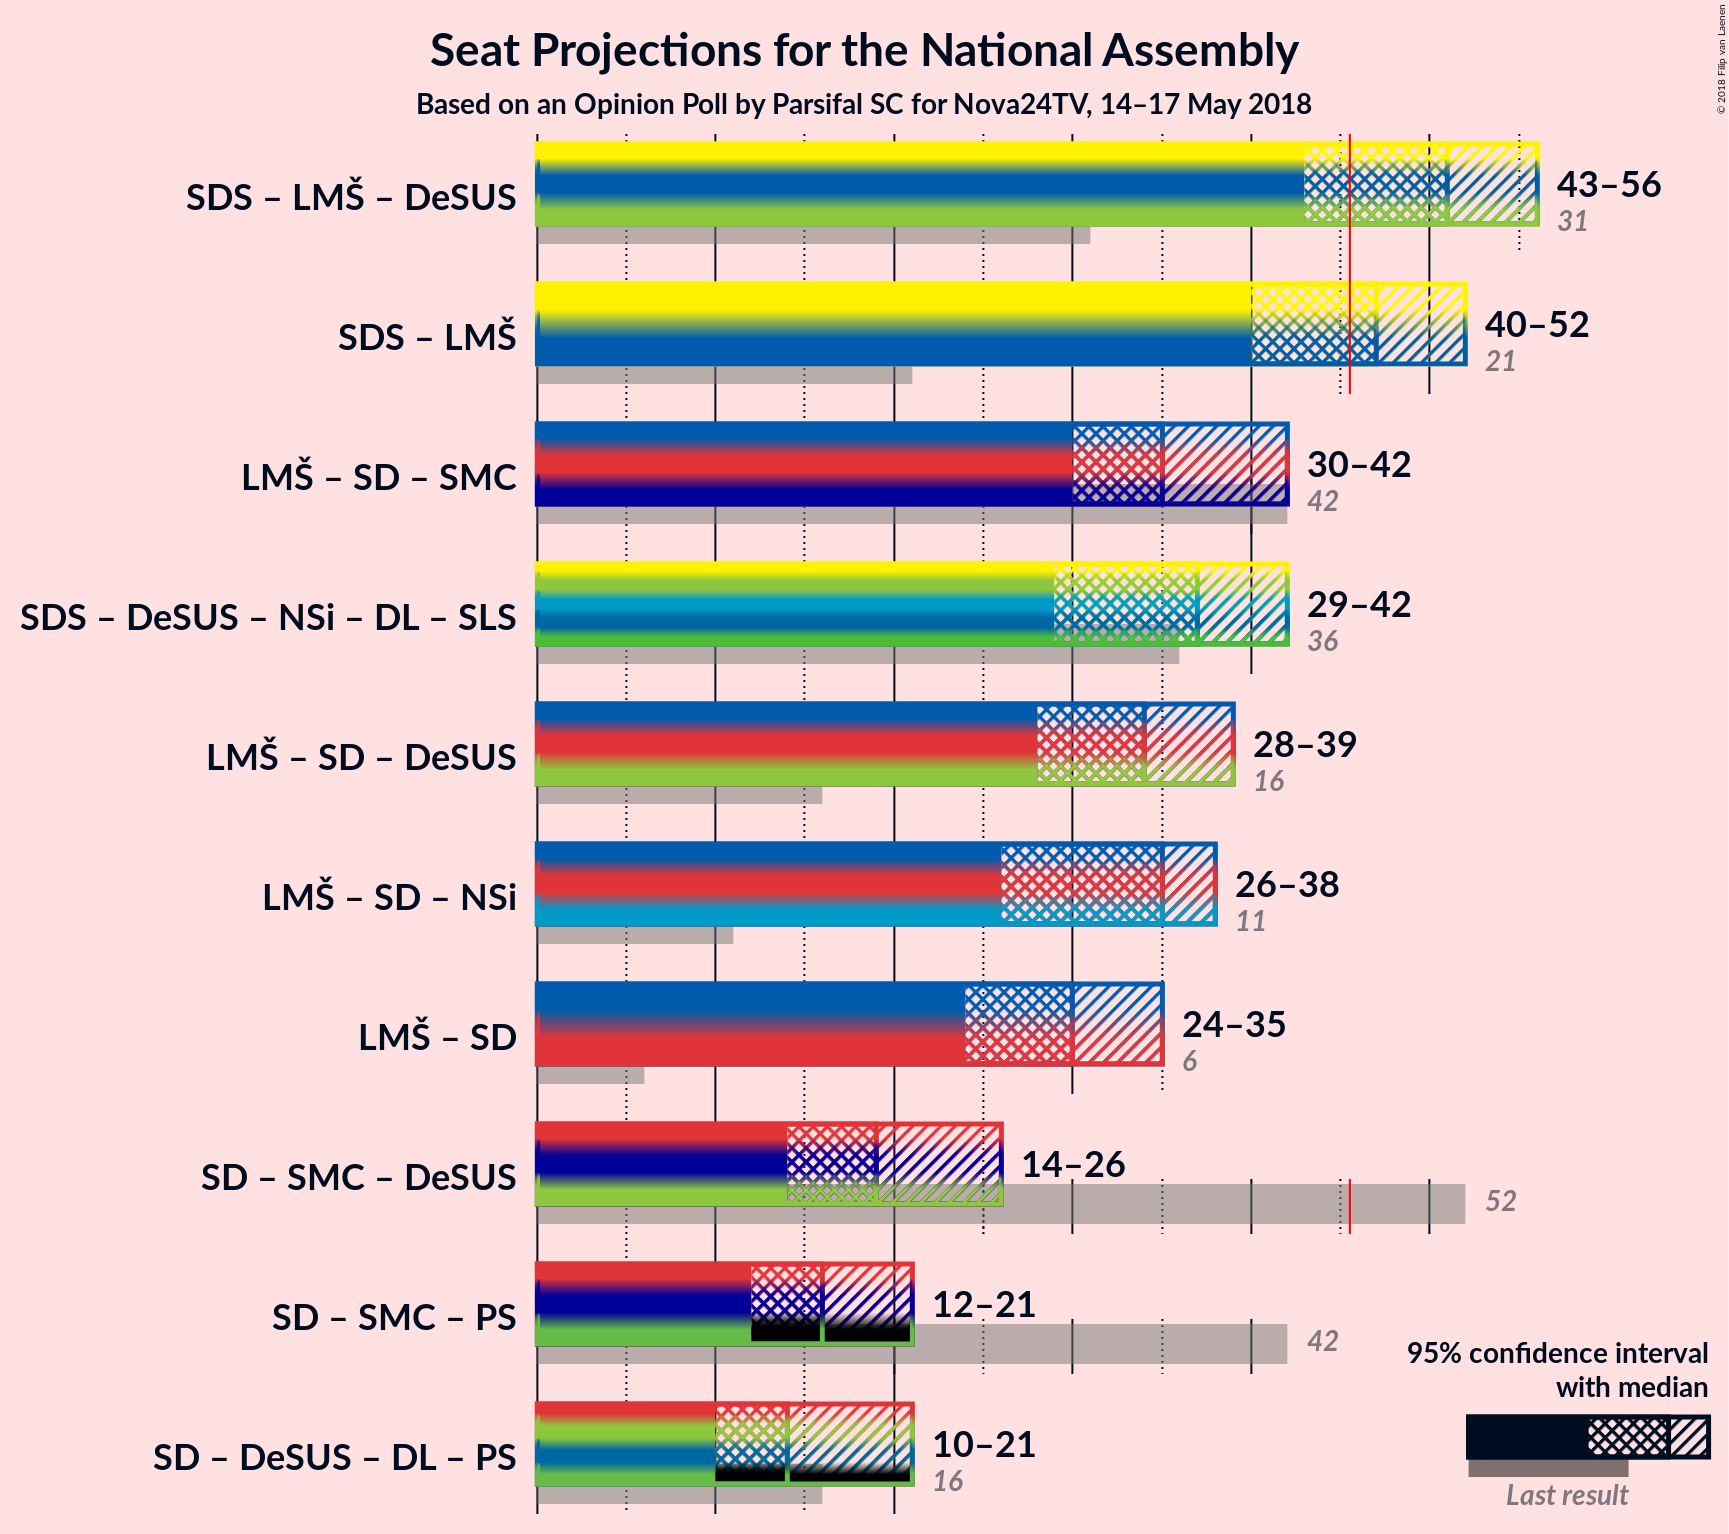 Seat Projections for the National Assembly
Based on an Opinion Poll by Parsifal SC for Nova24TV, 14–17 May 2018
© 2018 Filip van Laenen
SDS – LMŠ – DeSUS
43–56
31
SDS – LMŠ
40–52
21
LMŠ – SD – SMC
30–42
42
SDS – DeSUS – NSi – DL – SLS
29–42
36
LMŠ – SD – DeSUS
28–39
16
LMŠ – SD – NSi
26–38
11
LMŠ – SD
24–35
6
SD – SMC – DeSUS
14–26
52
SD – SMC – PS
12–21
42
SD – DeSUS – DL – PS
10–21
16
95% confidence interval
with median
Last result